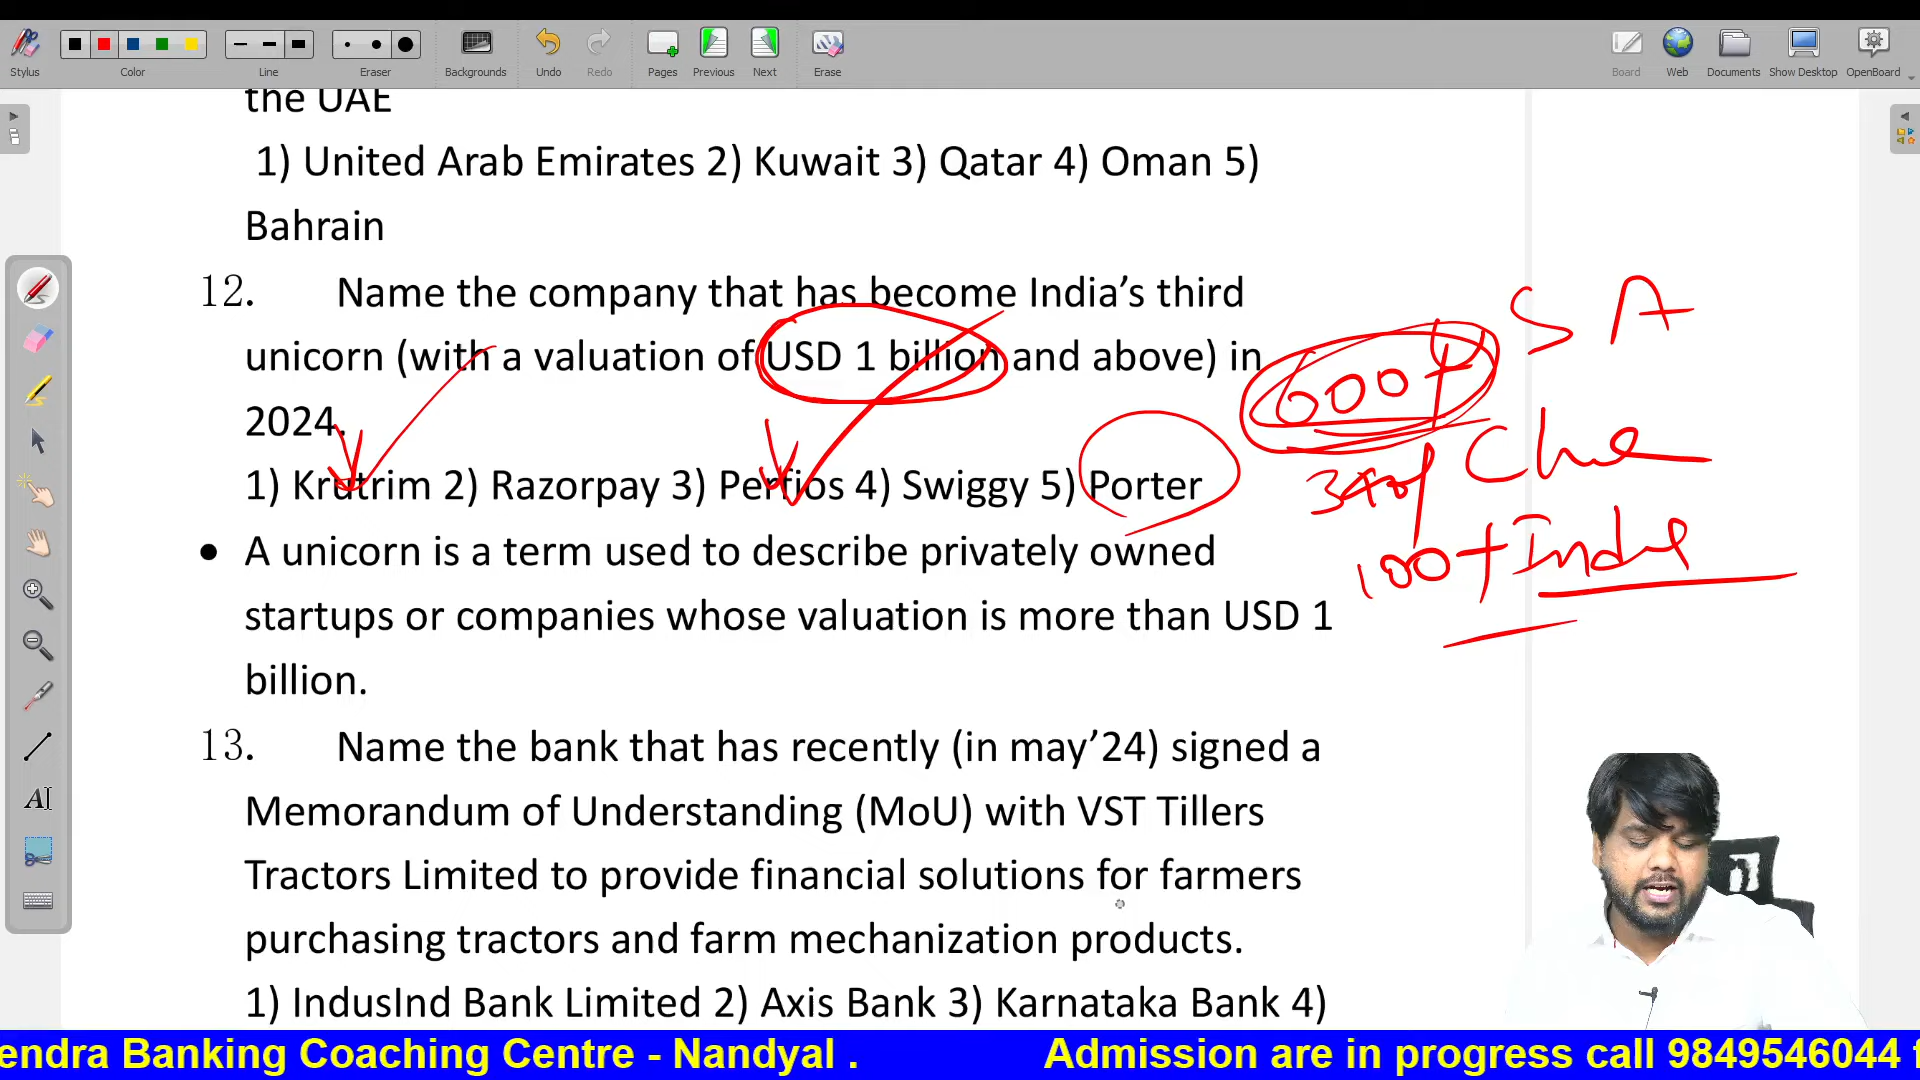 Stylus
Color
Line
Eraser
Backgrounds
Undo
Redo
Pages
Previous
Next
Erase
Board
Web
Documents
Show Desktop
OpenBoard
the UAE
1) United Arab Emirates 2) Kuwait 3) Qatar 4) Oman 5)
Bahrain
12. Name the company that has become India’s third
unicorn (with a valuation of USD 1 billion and above) in
2024.
1) Krutrim 2) Razorpay 3) Perfios 4) Swiggy 5) Porter
600+ USA
100+
• A unicorn is a term used to describe privately owned
startups or companies whose valuation is more than USD 1
billion.
13. Name the bank that has recently (in may’24) signed a
Memorandum of Understanding (MoU) with VST Tillers
Tractors Limited to provide financial solutions for farmers
purchasing tractors and farm mechanization products.
1) IndusInd Bank Limited 2) Axis Bank 3) Karnataka Bank 4)
endra Banking Coaching Centre - Nandyal . Admission are in progress call 9849546044 f